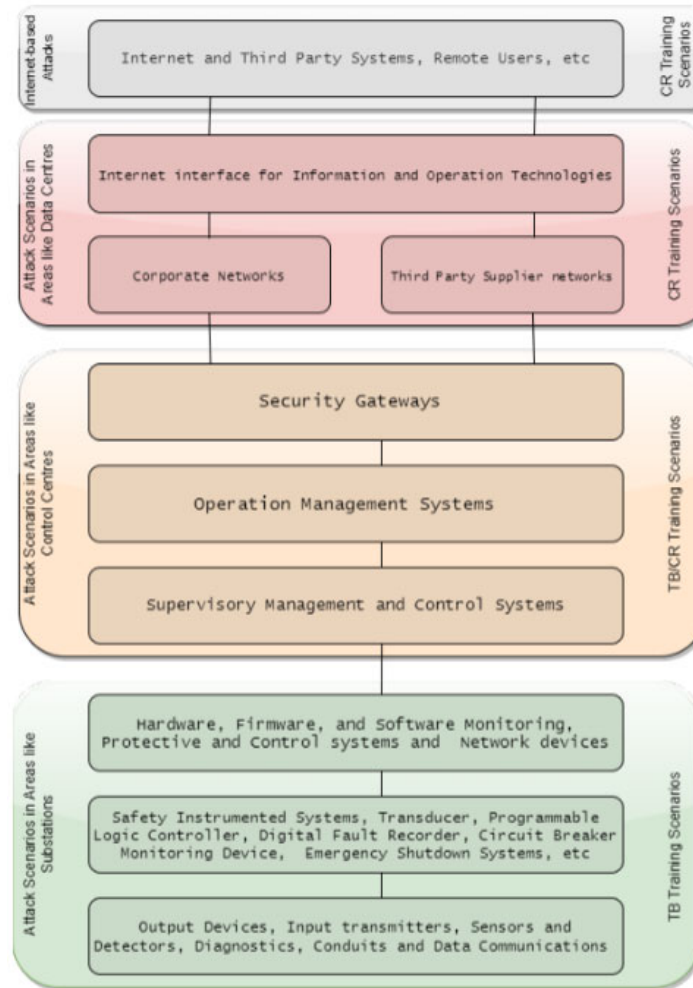 Internet-based
Attacks
Internet and Third Party Systems, Remote Users, etc
CR Training
Scenarios
Attack Scenarios in
Areas like Data Centres
Internet interface for Information and Operation Technologies
Corporate Networks
Third Party Supplier networks
CR Training Scenarios
Attack Scenarios in Areas like
Control Centres
Security Gateways
Operation Management Systems
Supervisory Management and Control Systems
TB/CR Training Scenarios
Attack Scenarios in Areas like
Substations
Hardware, Firmware, and Software Monitoring,
Protective and Control systems and Network devices
Safety Instrumented Systems, Transducer, Programmable
Logic Controller, Digital Fault Recorder, Circuit Breaker
Monitoring Device, Emergency Shutdown Systems, etc
Output Devices, Input transmitters, Sensors and
Detectors, Diagnostics, Conduits and Data Communications
TB Training Scenarios